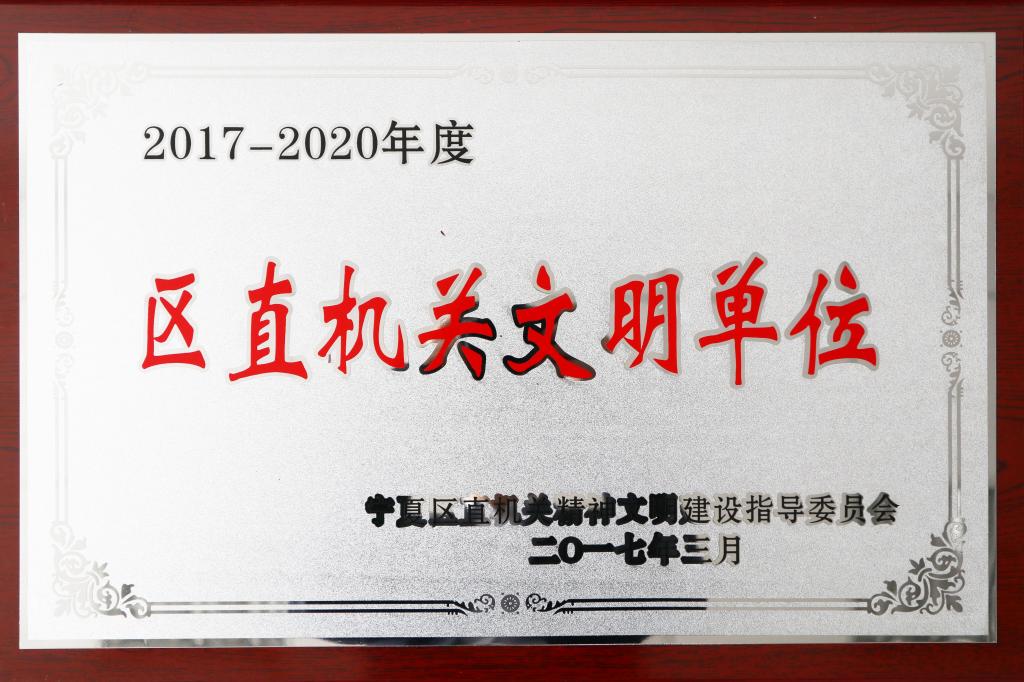 2017-2020年度
区直机关文明单位
宁夏区直机关精神文明建设指导委员会
二〇一七年三月